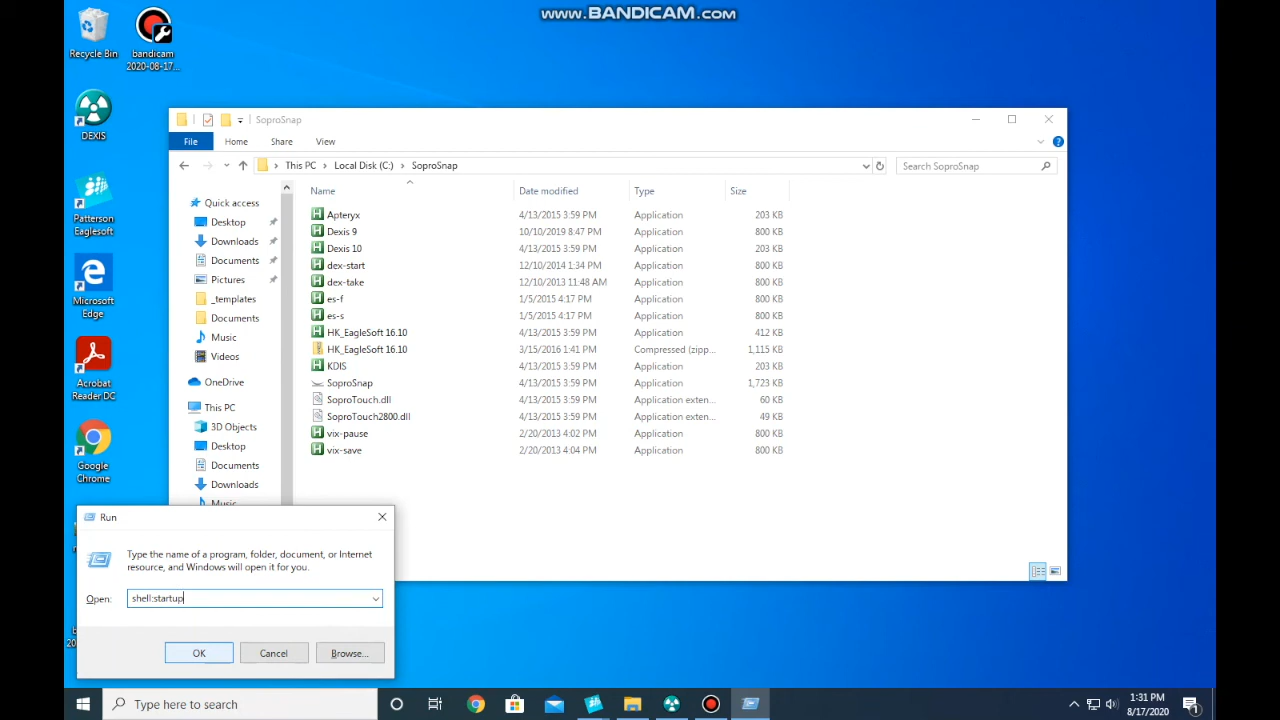 www.BANDICAM.com
Recycle Bin
bandicam
2020-08-17...
DEXIS
Patterson
Eaglesoft
Microsoft
Edge
Acrobat
Reader DC
Google
Chrome
SoproSnap
File Home Share View
This PC > Local Disk (C:) > SoproSnap
Search SoproSnap
Name Date modified Type Size
Quick access
Desktop
Downloads
Documents
Pictures
_templates
Documents
Music
Videos
OneDrive
This PC
3D Objects
Desktop
Documents
Downloads
Music
Apteryx 4/13/2015 3:59 PM Application 203 KB
Dexis 9 10/10/2019 8:47 PM Application 800 KB
Dexis 10 4/13/2015 3:59 PM Application 203 KB
dex-start 12/10/2014 1:34 PM Application 800 KB
dex-take 12/10/2013 11:48 AM Application 800 KB
es-f 1/5/2015 4:17 PM Application 800 KB
es-s 1/5/2015 4:17 PM Application 800 KB
HK_EagleSoft 16.10 4/13/2015 3:59 PM Application 412 KB
HK_EagleSoft 16.10 3/15/2016 1:41 PM Compressed (zipp... 1,115 KB
KDIS 4/13/2015 3:59 PM Application 203 KB
SoproSnap 4/13/2015 3:59 PM Application 1,723 KB
SoproTouch.dll 4/13/2015 3:59 PM Application exten... 60 KB
SoproTouch2800.dll 4/13/2015 3:59 PM Application exten... 49 KB
vix-pause 2/20/2013 4:02 PM Application 800 KB
vix-save 2/20/2013 4:04 PM Application 800 KB
Run
Type the name of a program, folder, document, or Internet
resource, and Windows will open it for you.
Open: shell:startup
OK Cancel Browse...
Type here to search
1:31 PM
8/17/2020
1